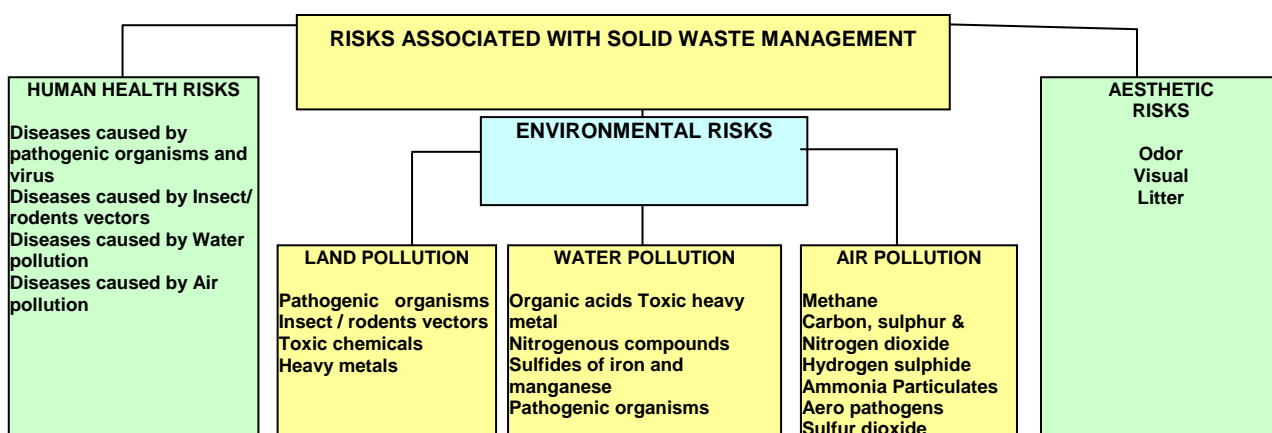 RISKS ASSOCIATED WITH SOLID WASTE MANAGEMENT
HUMAN HEALTH RISKS
Diseases caused by
pathogenic organisms and
virus
Diseases caused by Insect/
rodents vectors
Diseases caused by Water
pollution
Diseases caused by Air
pollution
ENVIRONMENTAL RISKS
LAND POLLUTION
Pathogenic organisms
Insect / rodents vectors
Toxic chemicals
Heavy metals
WATER POLLUTION
Organic acids Toxic heavy
metal
Nitrogenous compounds
Sulfides of iron and
manganese
Pathogenic organisms
AIR POLLUTION
Methane
Carbon, sulphur &
Nitrogen dioxide
Hydrogen sulphide
Ammonia Particulates
Aero pathogens
Sulfur dioxide
AESTHETIC
RISKS
Odor
Visual
Litter